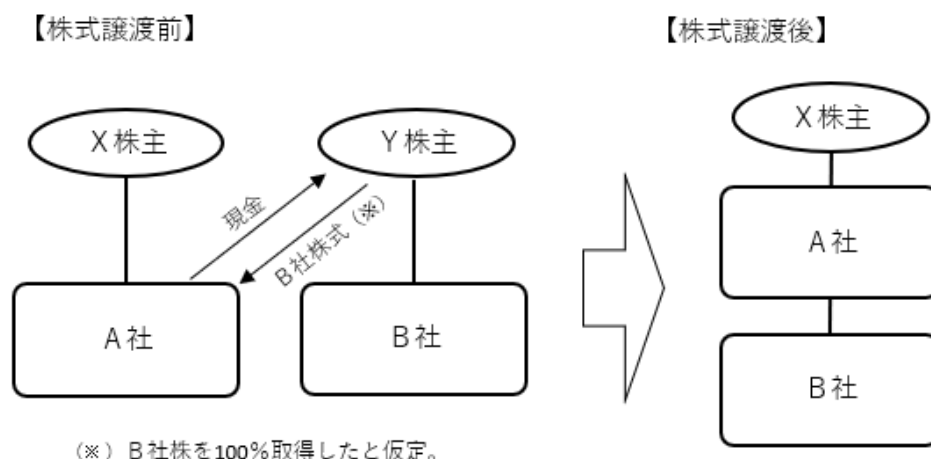 【株式譲渡前】
【株式譲渡後】
X株主
Y株主
現金
B社株式（※）
A社
B社
X株主
A社
B社
（※）B社株を100％取得したと仮定。